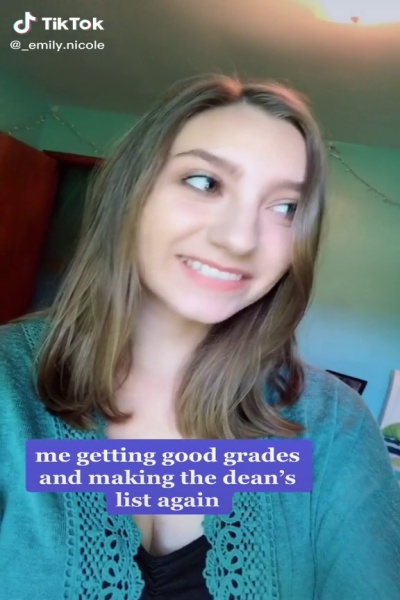 TikTok
@_emily.nicole
me getting good grades
and making the dean's
list again